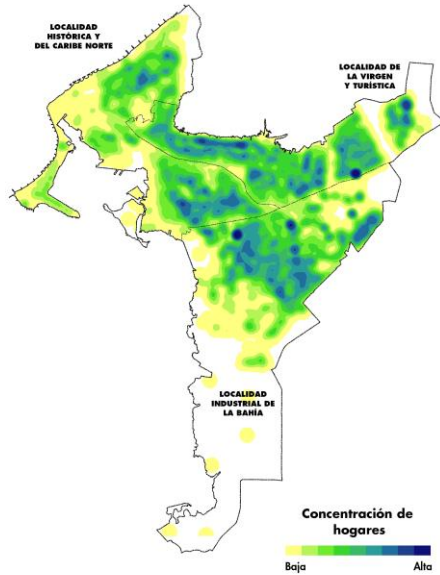 LOCALIDAD
HISTÓRICA Y
DEL CARIBE NORTE
LOCALIDAD DE
LA VIRGEN
Y TURÍSTICA
LOCALIDAD
INDUSTRIAL DE
LA BAHÍA
Concentración de
hogares
Baja Alta